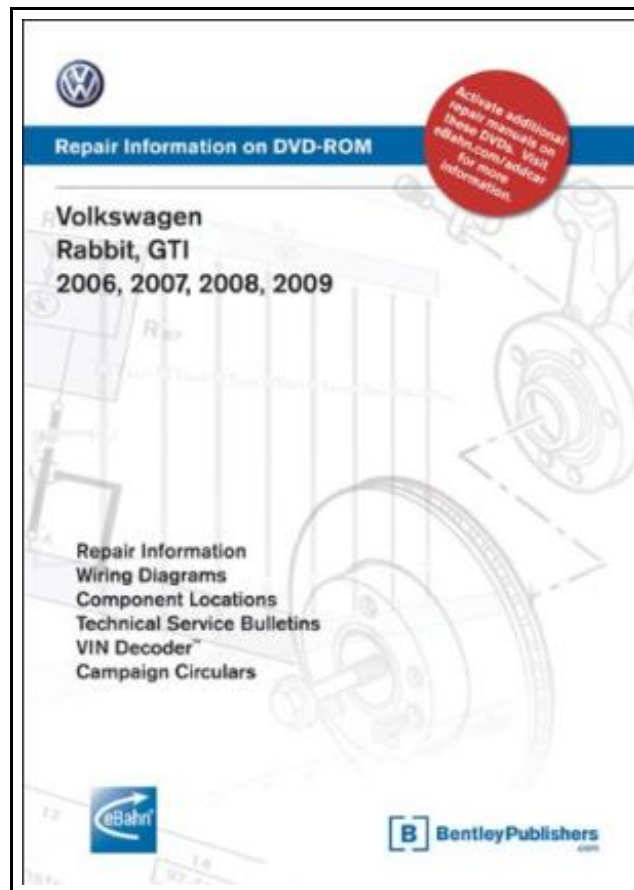 Activate additional
repair manuals on
these DVDs. Visit
eBahn.com/addcar
for more
information.
Repair Information on DVD-ROM
Volkswagen
Rabbit, GTI
2006, 2007, 2008, 2009
Repair Information
Wiring Diagrams
Component Locations
Technical Service Bulletins
VIN Decoder™
Campaign Circulars
eBahn®
[B] BentleyPublishers
.com